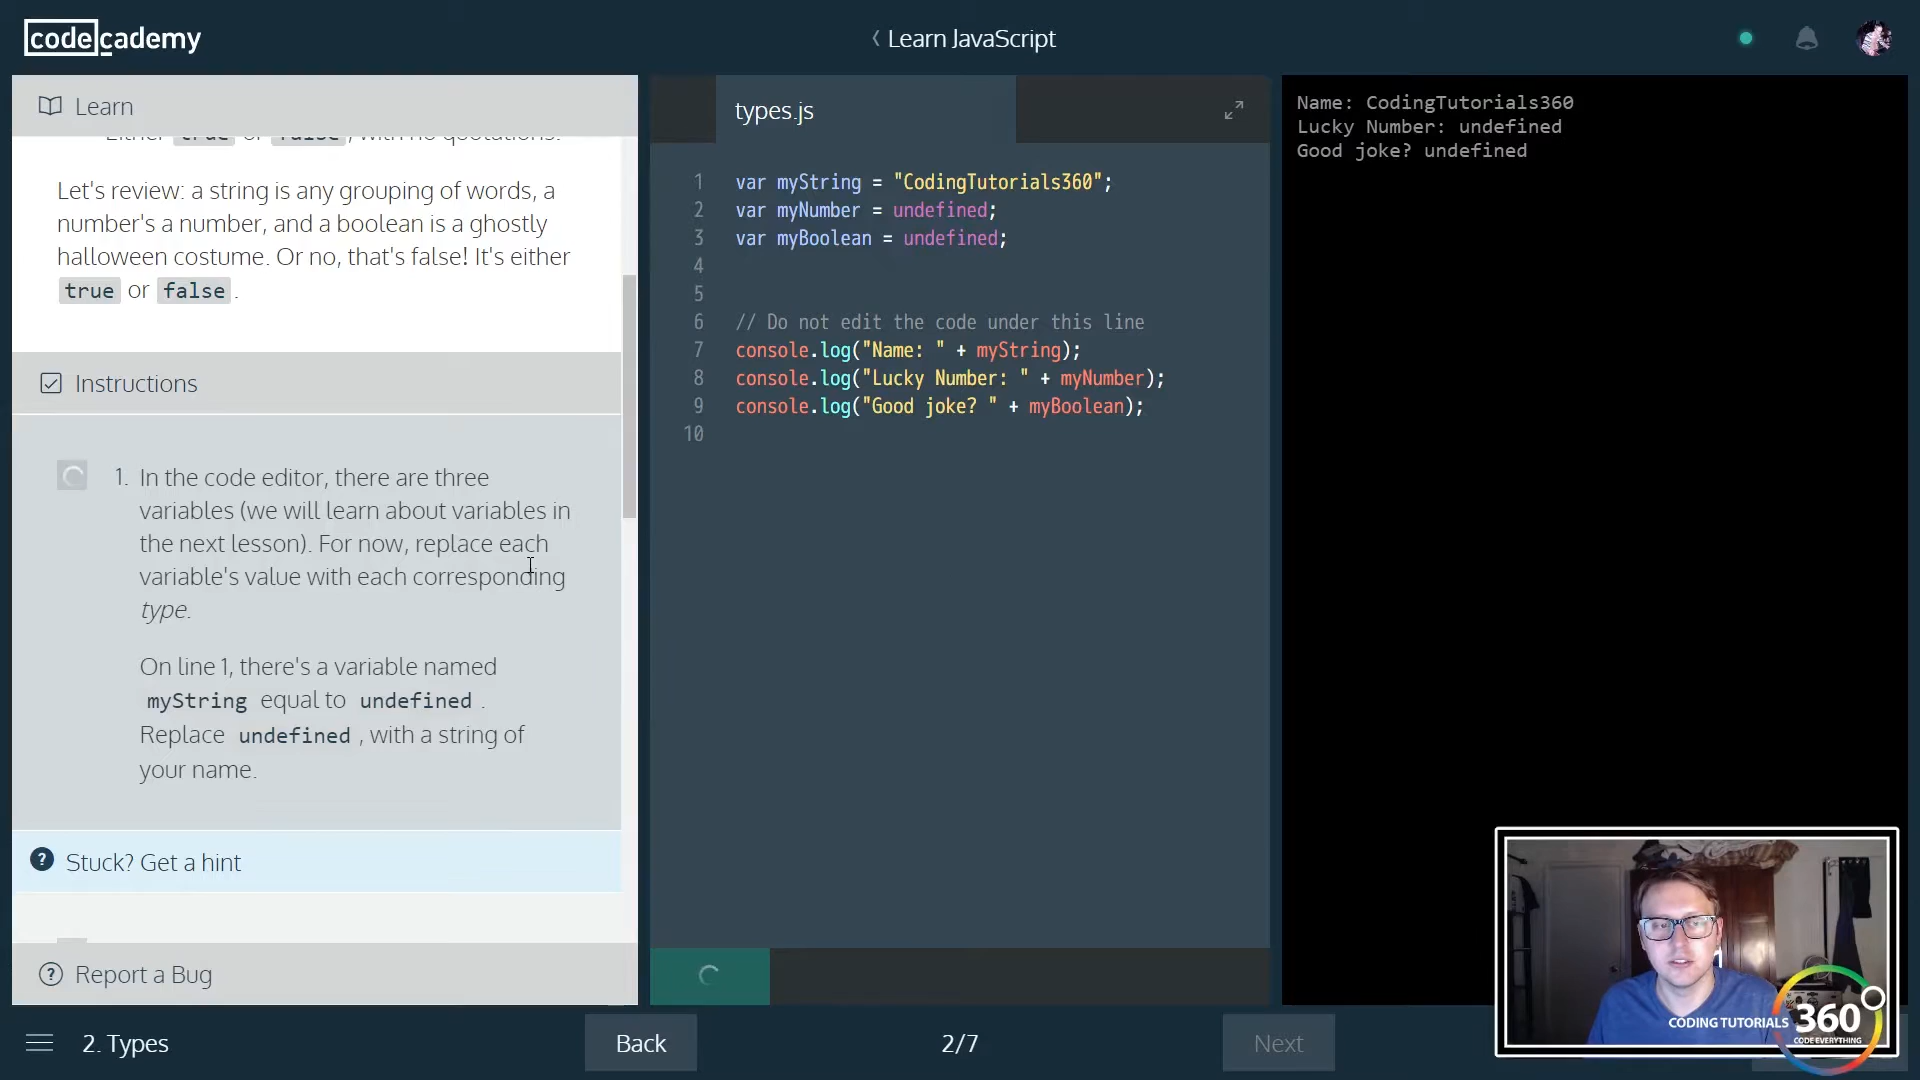 codecademy
Learn JavaScript
Learn
Either true or false, with no quotations.
Let's review: a string is any grouping of words, a
number's a number, and a boolean is a ghostly
halloween costume. Or no, that's false! It's either
true or false .
Instructions
1. In the code editor, there are three
variables (we will learn about variables in
the next lesson). For now, replace each
variable's value with each corresponding
type.
On line 1, there's a variable named
myString equal to undefined .
Replace undefined , with a string of
your name.
? Stuck? Get a hint
? Report a Bug
types.js
1 var myString = "CodingTutorials360";
2 var myNumber = undefined;
3 var myBoolean = undefined;
4
5
6 // Do not edit the code under this line
7 console.log("Name: " + myString);
8 console.log("Lucky Number: " + myNumber);
9 console.log("Good joke? " + myBoolean);
10
Name: CodingTutorials360
Lucky Number: undefined
Good joke? undefined
2. Types
Back
2/7
Next
CODING TUTORIALS 360
CODE EVERYTHING